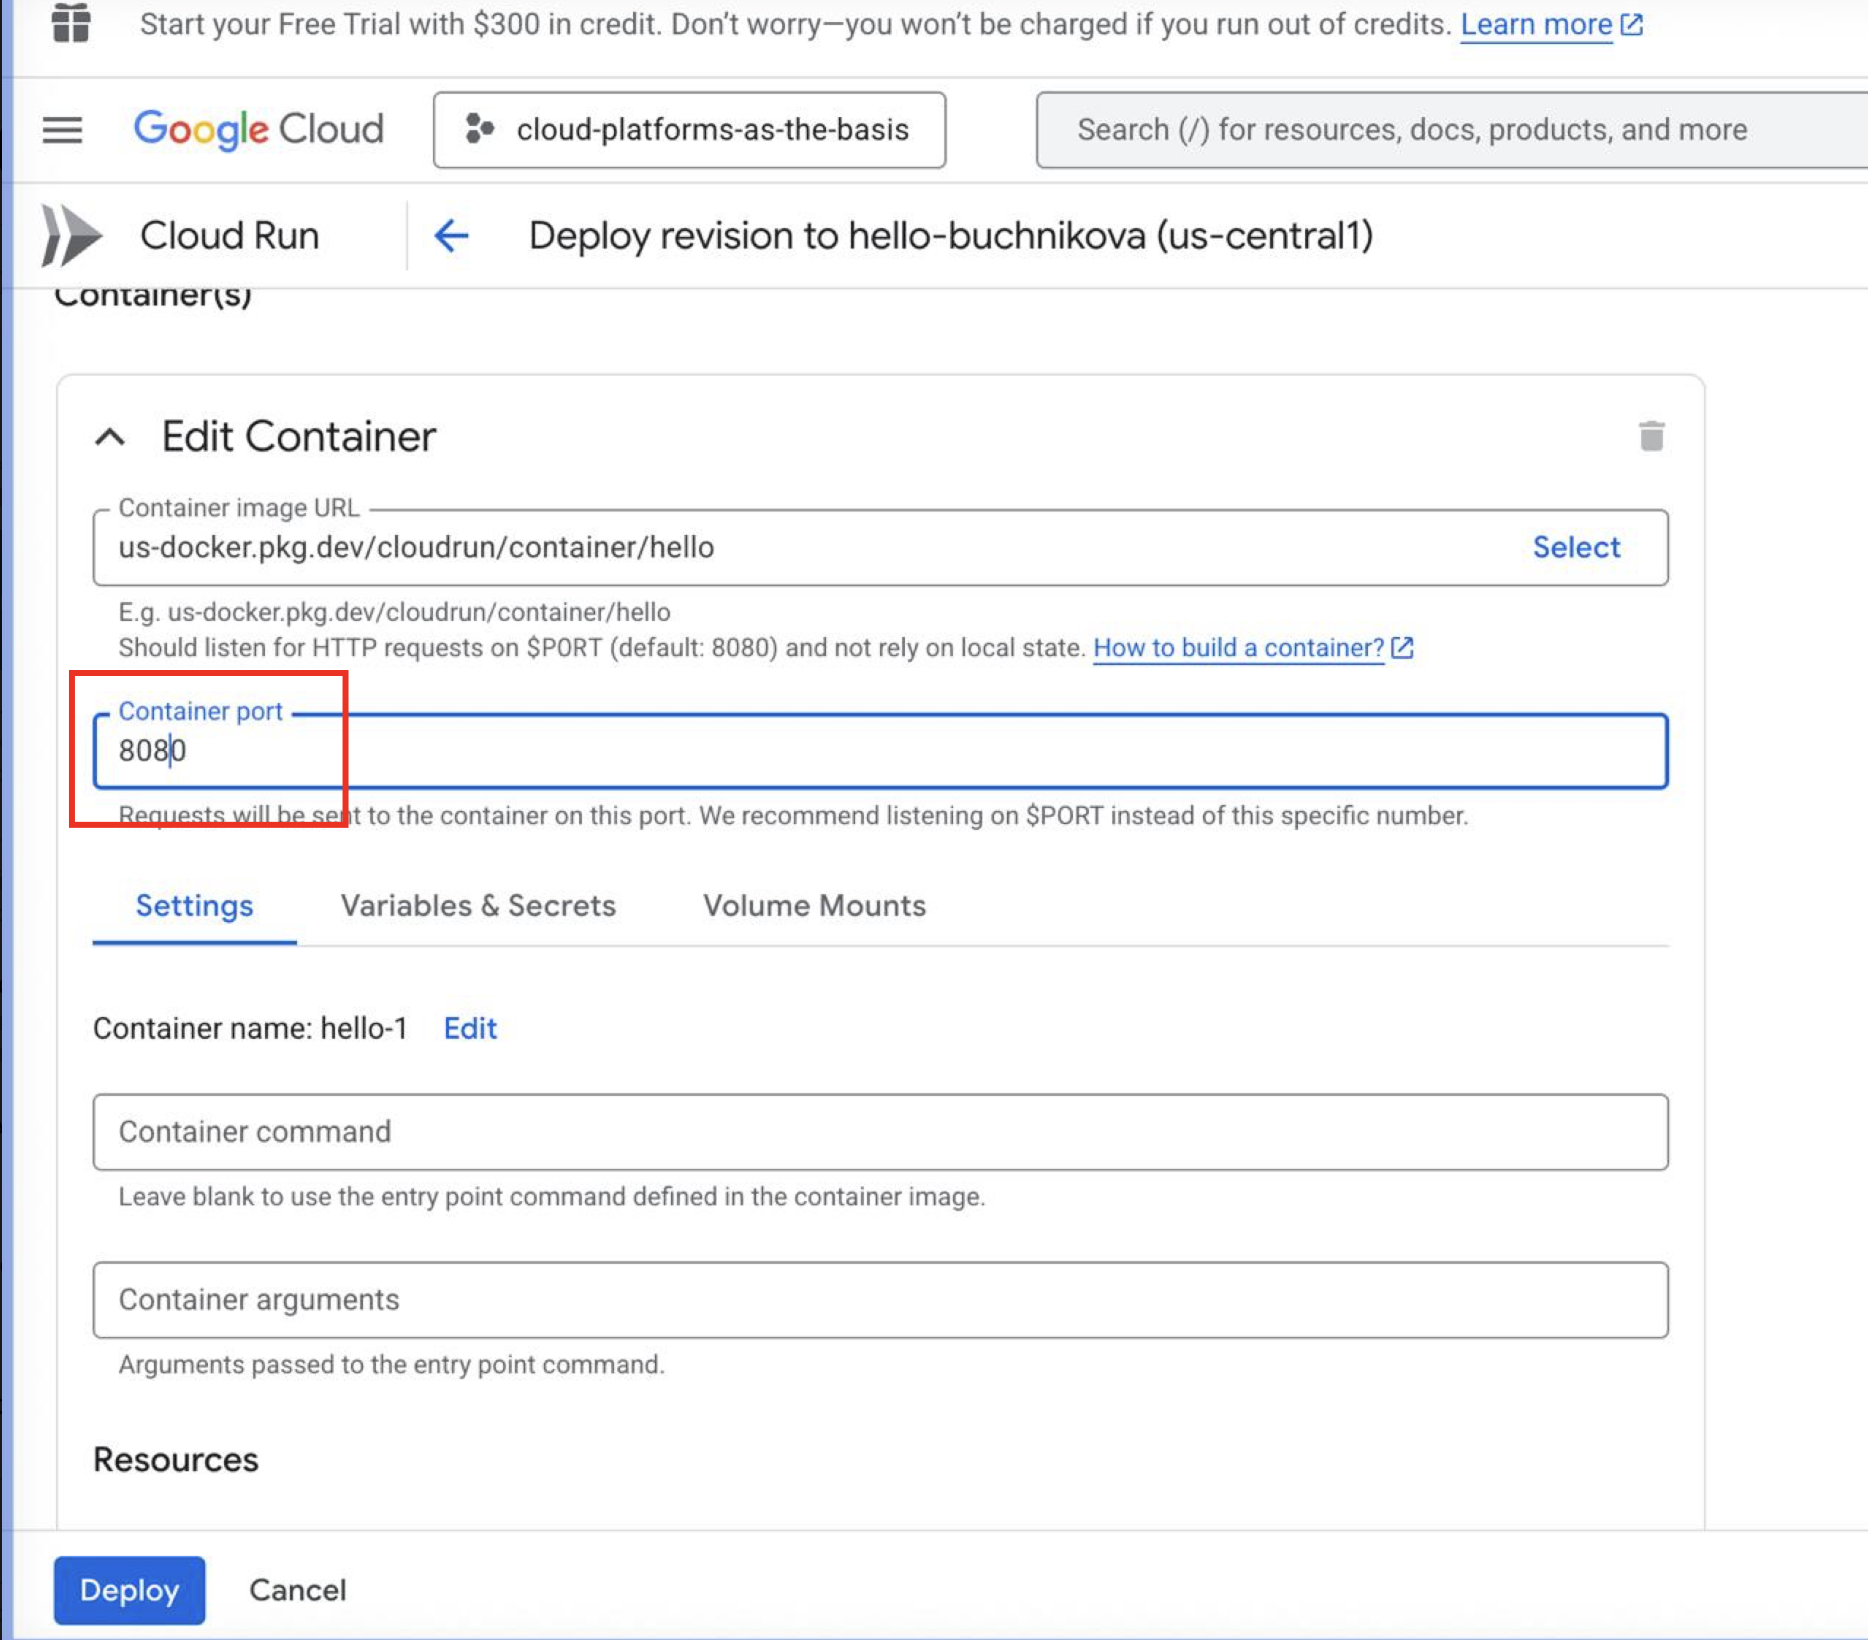 Start your Free Trial with $300 in credit. Don’t worry—you won’t be charged if you run out of credits. Learn more
Google Cloud
cloud-platforms-as-the-basis
Search (/) for resources, docs, products, and more
Cloud Run
Deploy revision to hello-buchnikova (us-central1)
Container(s)
Edit Container
Container image URL
us-docker.pkg.dev/cloudrun/container/hello
Select
E.g. us-docker.pkg.dev/cloudrun/container/hello
Should listen for HTTP requests on $PORT (default: 8080) and not rely on local state. How to build a container?
Container port
8080
Requests will be sent to the container on this port. We recommend listening on $PORT instead of this specific number.
Settings
Variables & Secrets
Volume Mounts
Container name: hello-1
Edit
Container command
Leave blank to use the entry point command defined in the container image.
Container arguments
Arguments passed to the entry point command.
Resources
Deploy
Cancel